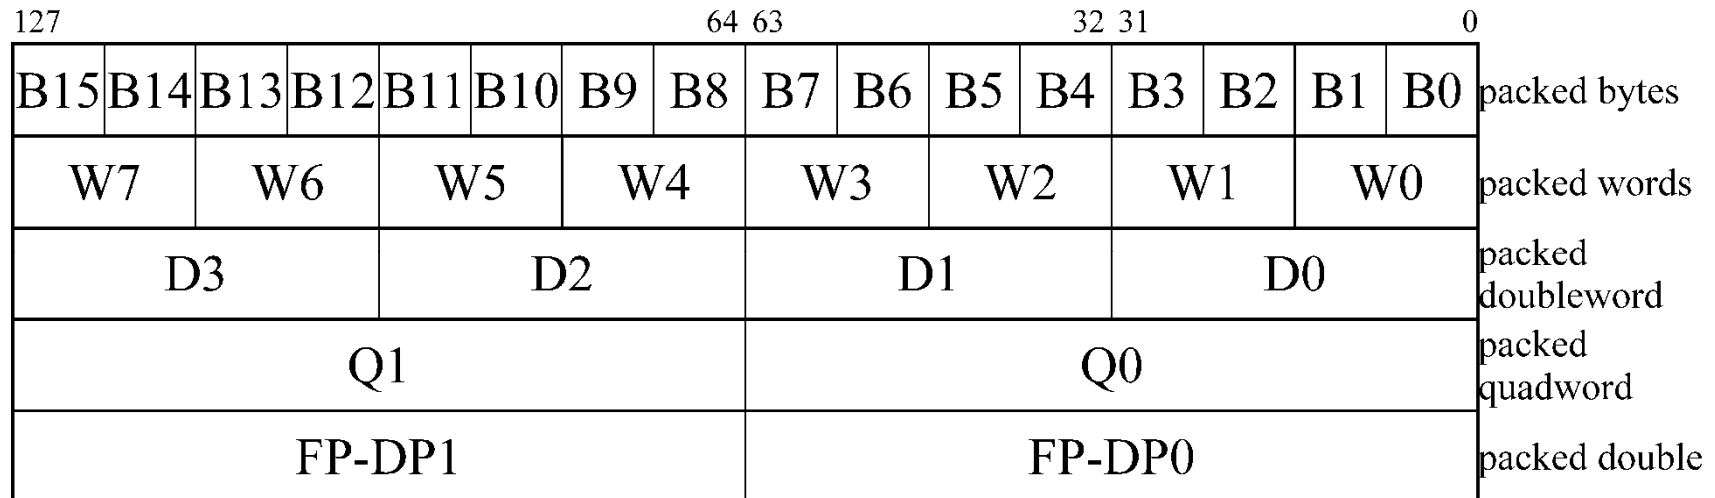 127 64 63 32 31 0
B15 B14 B13 B12 B11 B10 B9 B8 B7 B6 B5 B4 B3 B2 B1 B0 packed bytes
W7 W6 W5 W4 W3 W2 W1 W0 packed words
D3 D2 D1 D0 packed
doubleword
Q1 Q0 packed
quadword
FP-DP1 FP-DP0 packed double